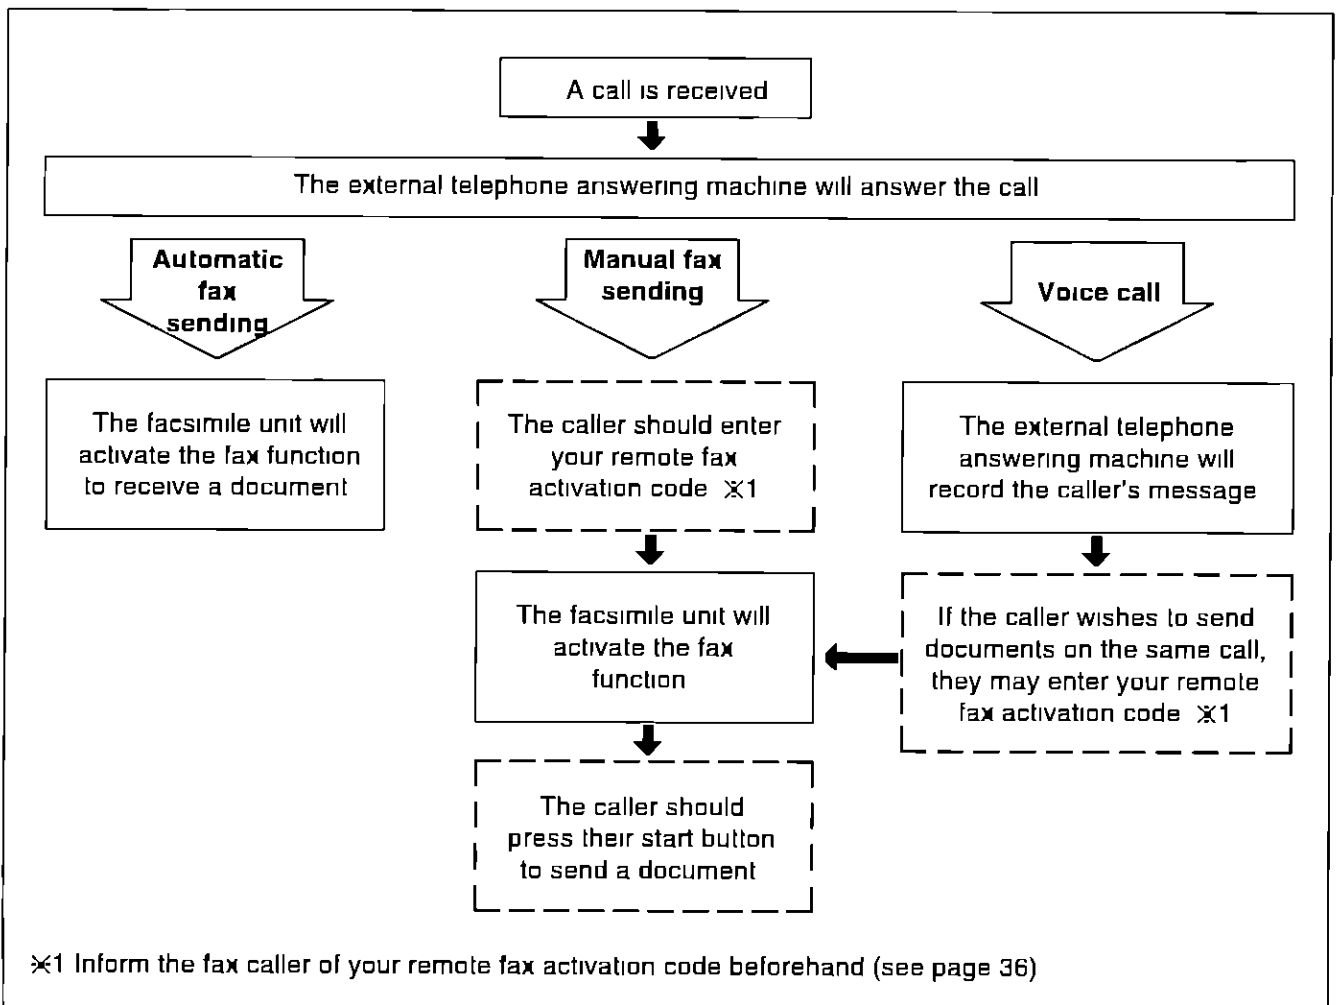 A call is received
The external telephone answering machine will answer the call
Automatic
fax
sending
Manual fax
sending
Voice call
The facsimile unit will
activate the fax function
to receive a document
The caller should enter
your remote fax
activation code ※1
The external telephone
answering machine will
record the caller's message
The facsimile unit will
activate the fax
function
If the caller wishes to send
documents on the same call,
they may enter your remote
fax activation code ※1
The caller should
press their start button
to send a document
※1 Inform the fax caller of your remote fax activation code beforehand (see page 36)